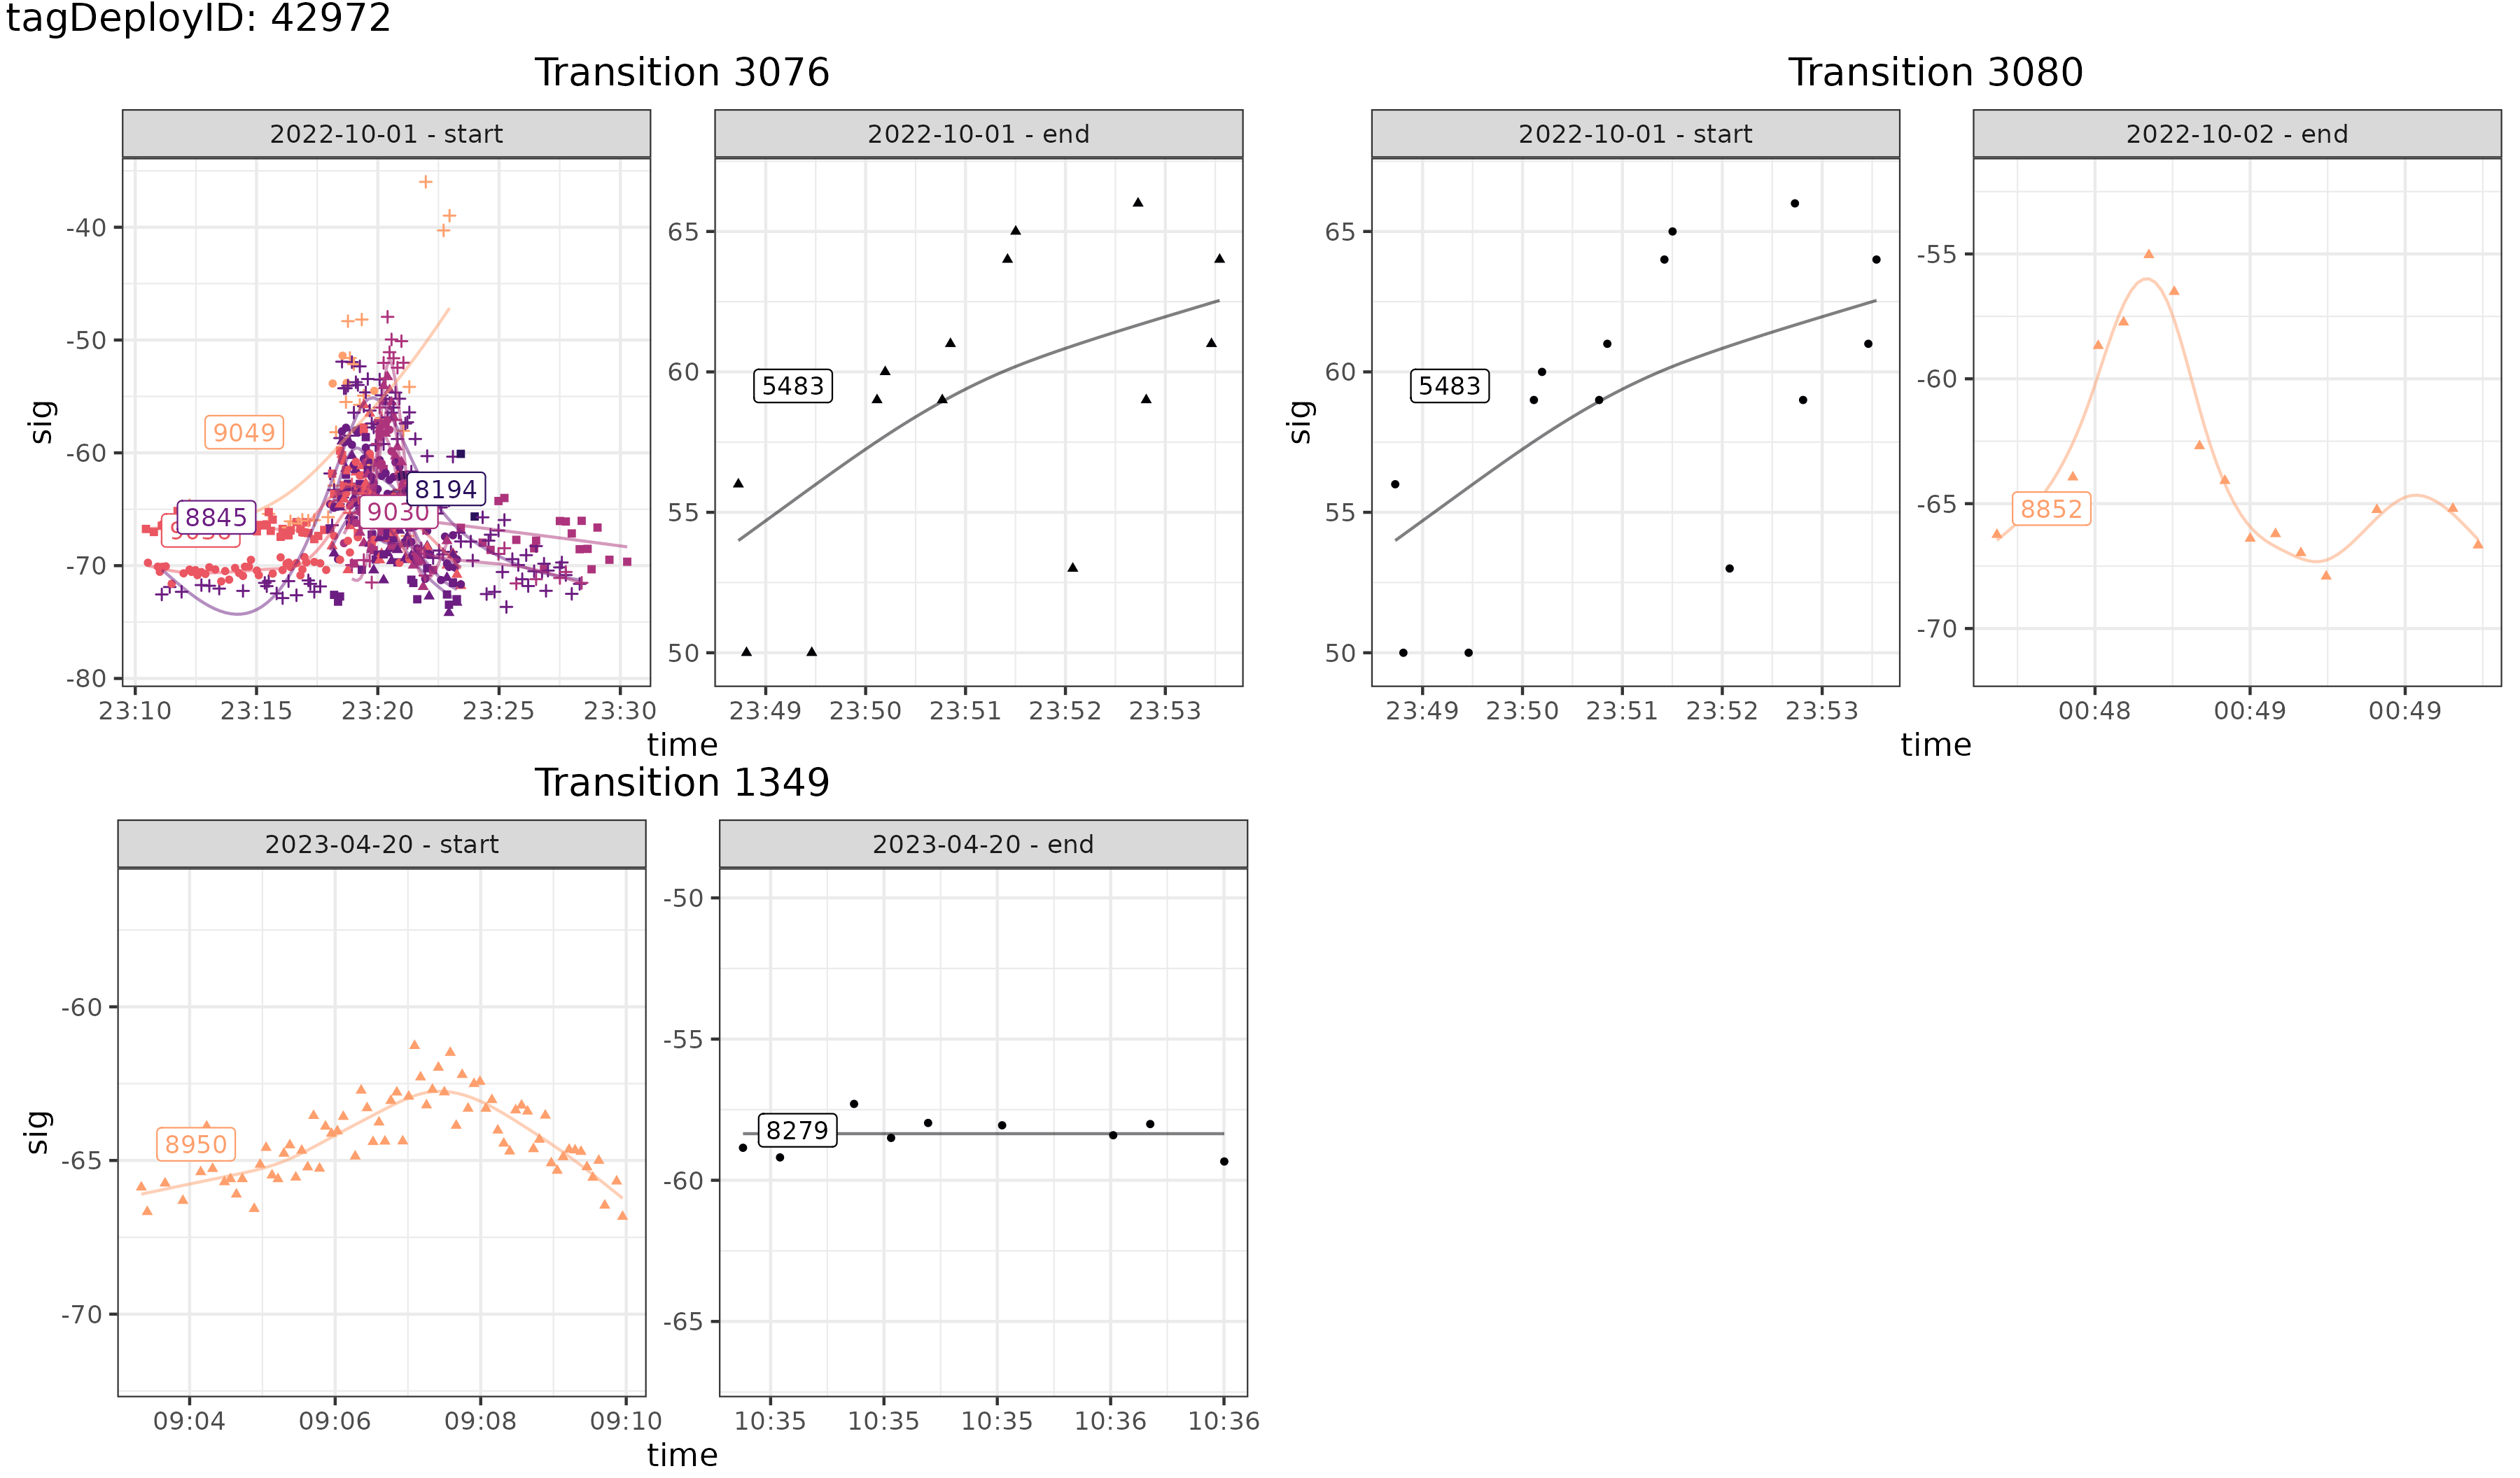 tagDeployID: 42972
Transition 3076
Transition 3080
2022-10-01 - start
2022-10-01 - end
2022-10-01 - start
2022-10-02 - end
sig
-40
-50
-60
-70
-80
9049
8845
9030
8194
23:10 23:15 23:20 23:25 23:30
65
60
55
50
5483
23:49 23:50 23:51 23:52 23:53
time
sig
65
60
55
50
5483
23:49 23:50 23:51 23:52 23:53
-55
-60
-65
-70
8852
00:48 00:49 00:49
time
Transition 1349
2023-04-20 - start
2023-04-20 - end
sig
-60
-65
-70
8950
09:04 09:06 09:08 09:10
-50
-55
-60
-65
8279
10:35 10:35 10:35 10:36 10:36
time